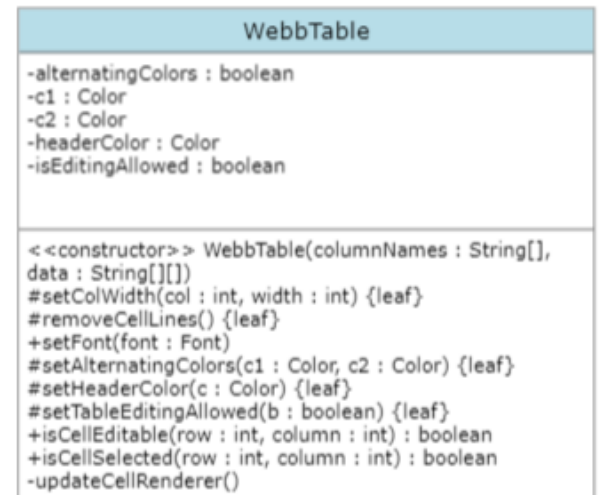 WebbTable
-alternatingColors : boolean
-c1 : Color
-c2 : Color
-headerColor : Color
-isEditingAllowed : boolean
<<constructor>> WebbTable(columnNames : String[],
data : String[][])
#setColWidth(col : int, width : int) {leaf}
#removeCellLines() {leaf}
+setFont(font : Font)
#setAlternatingColors(c1 : Color, c2 : Color) {leaf}
#setHeaderColor(c : Color) {leaf}
#setTableEditingAllowed(b : boolean) {leaf}
+isCellEditable(row : int, column : int) : boolean
+isCellSelected(row : int, column : int) : boolean
-updateCellRenderer()